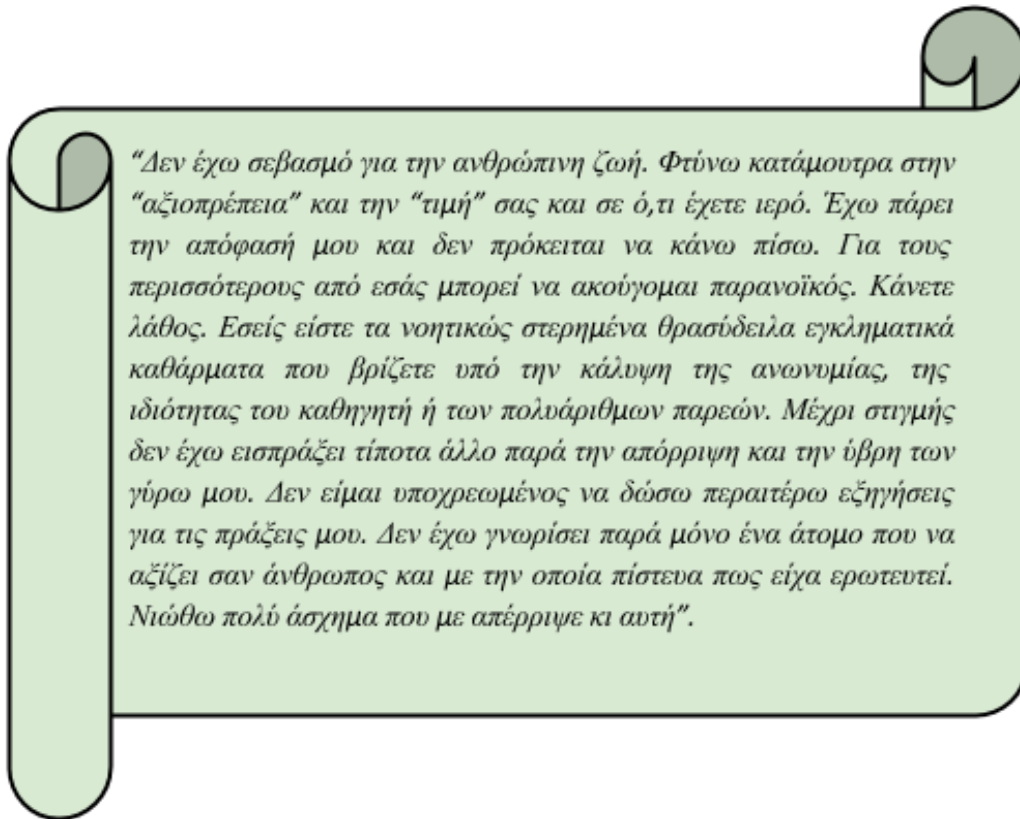 “Δεν έχω σεβασμό για την ανθρώπινη ζωή. Φτύνω κατάμουτρα στην
“αξιοπρέπεια” και την “τιμή” σας και σε ό,τι έχετε ιερό. Έχω πάρει
την απόφασή μου και δεν πρόκειται να κάνω πίσω. Για τους
περισσότερους από εσάς μπορεί να ακούγομαι παρανοϊκός. Κάνετε
λάθος. Εσείς είστε τα νοητικώς στερημένα θρασύδειλα εγκληματικά
καθάρματα που βρίζετε υπό την κάλυψη της ανωνυμίας, της
ιδιότητας του καθηγητή ή των πολυάριθμων παρεών. Μέχρι στιγμής
δεν έχω εισπράξει τίποτα άλλο παρά την απόρριψη και την ύβρη των
γύρω μου. Δεν είμαι υποχρεωμένος να δώσω περαιτέρω εξηγήσεις
για τις πράξεις μου. Δεν έχω γνωρίσει παρά μόνο ένα άτομο που να
αξίζει σαν άνθρωπος και με την οποία πίστευα πως είχα ερωτευτεί.
Νιώθω πολύ άσχημα που με απέρριψε κι αυτή”.